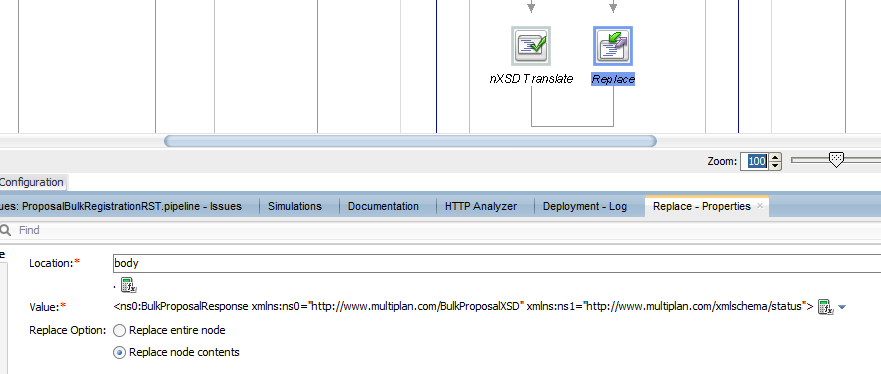 nXSD Translate
Replace
Zoom: 100
Configuration
ues: ProposalBulkRegistrationRST.pipeline - Issues
Simulations
Documentation
HTTP Analyzer
Deployment - Log
Replace - Properties
Find
e
Location:*
body
.
Value:*
<ns0:BulkProposalResponse xmlns:ns0="http://www.multiplan.com/BulkProposalXSD" xmlns:ns1="http://www.multiplan.com/xmlschema/status">
Replace Option:
Replace entire node
Replace node contents